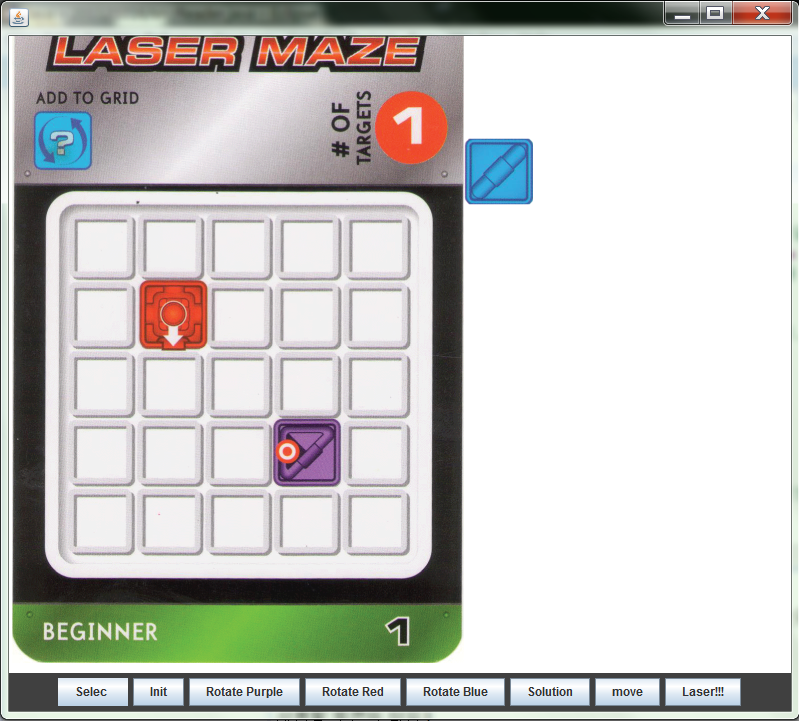 LASER MAZE
ADD TO GRID
?
# OF
TARGETS
1
BEGINNER
1
Selec
Init
Rotate Purple
Rotate Red
Rotate Blue
Solution
move
Laser!!!